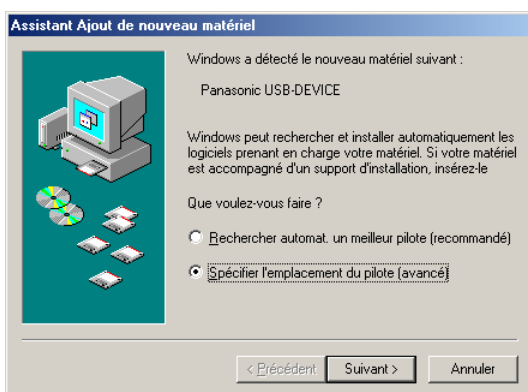 Assistant Ajout de nouveau matériel
Windows a détecté le nouveau matériel suivant :
Panasonic USB-DEVICE
Windows peut rechercher et installer automatiquement les
logiciels prenant en charge votre matériel. Si votre matériel
est accompagné d'un support d'installation, insérez-le
Que voulez-vous faire ?
Rechercher automat. un meilleur pilote (recommandé)
Spécifier l'emplacement du pilote (avancé)
< Précédent
Suivant >
Annuler